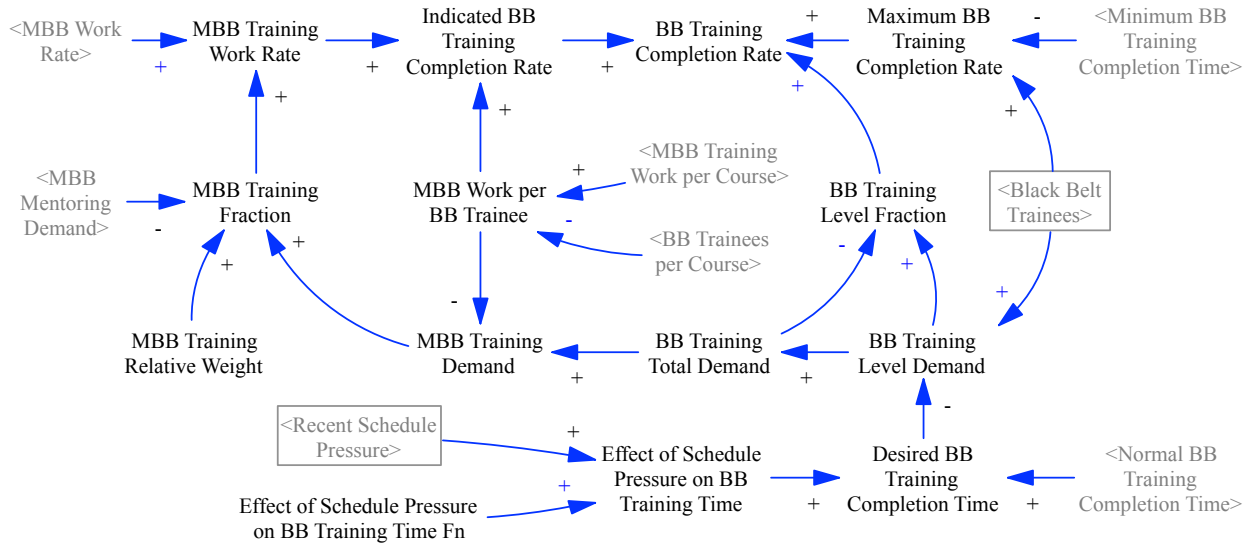 <MBB Work
Rate>
+
MBB Training
Work Rate
+
Indicated BB
Training
Completion Rate
+
BB Training
Completion Rate
+
Maximum BB
Training
Completion Rate
-
<Minimum BB
Training
Completion Time>
+
+
+
+
<MBB
Mentoring
Demand>
-
MBB Training
Fraction
+
+
MBB Work per
BB Trainee
+
-
<MBB Training
Work per Course>
<BB Trainees
per Course>
BB Training
Level Fraction
-
+
<Black Belt
Trainees>
+
-
MBB Training
Relative Weight
MBB Training
Demand
+
BB Training
Total Demand
+
BB Training
Level Demand
-
<Recent Schedule
Pressure>
+
+
Effect of Schedule Pressure
on BB Training Time Fn
Effect of Schedule
Pressure on BB
Training Time
+
Desired BB
Training
Completion Time
+
<Normal BB
Training
Completion Time>